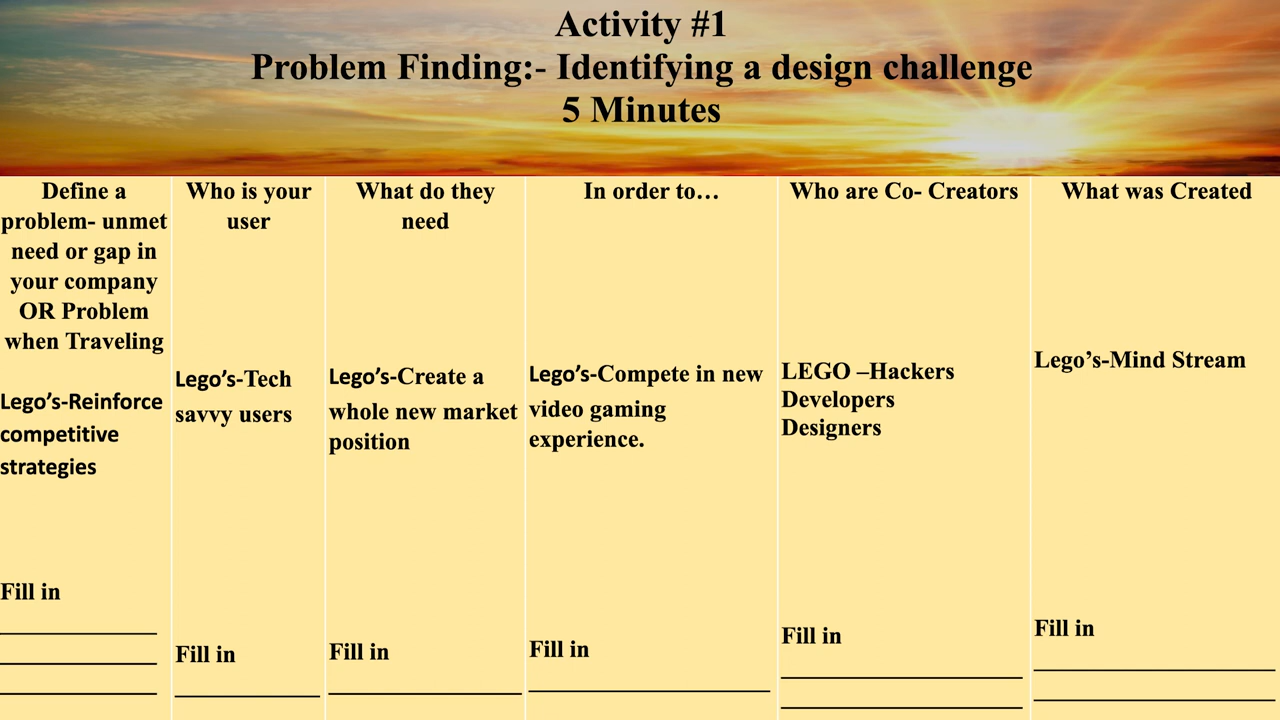 Activity #1
Problem Finding:- Identifying a design challenge
5 Minutes
Define a
problem- unmet
need or gap in
your company
OR Problem
when Traveling
Lego’s-Reinforce
competitive
strategies
Fill in
Who is your
user
Lego’s-Tech
savvy users
Fill in
What do they
need
Lego’s-Create a
whole new market
position
Fill in
In order to…
Lego’s-Compete in new
video gaming
experience.
Fill in
Who are Co- Creators
LEGO –Hackers
Developers
Designers
Fill in
What was Created
Lego’s-Mind Stream
Fill in